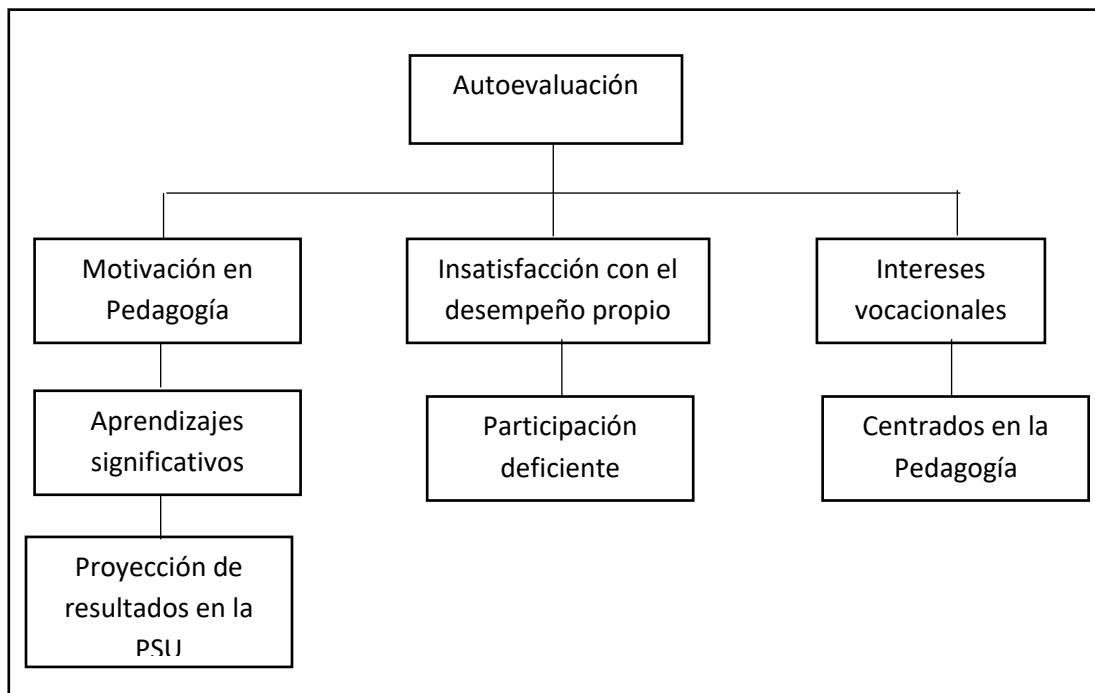 Autoevaluación
Motivación en
Pedagogía
Insatisfacción con el
desempeño propio
Intereses
vocacionales
Aprendizajes
significativos
Participación
deficiente
Centrados en la
Pedagogía
Proyección de
resultados en la
PSU